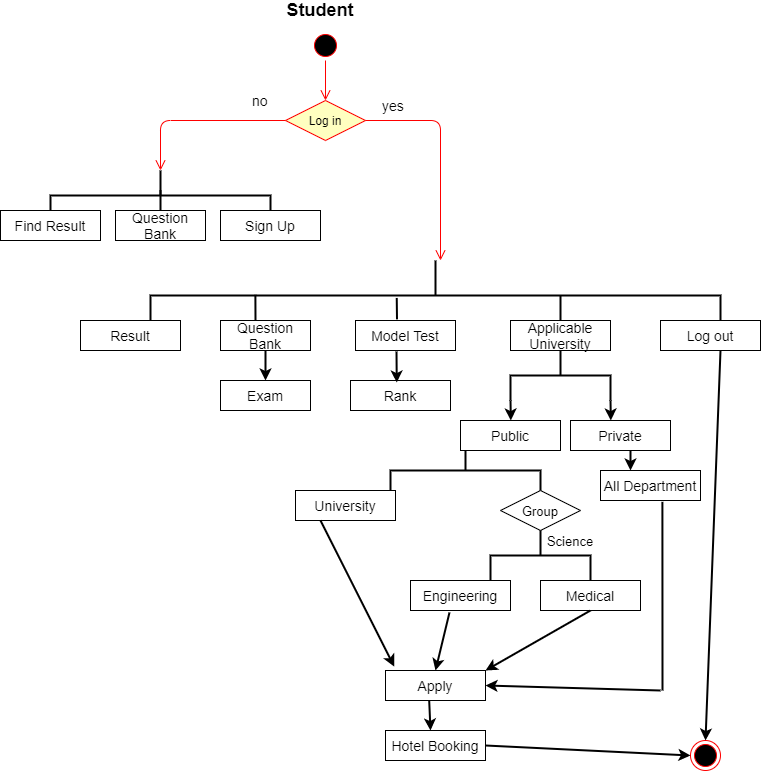 Student
no
yes
Log in
Find Result
Question
Bank
Sign Up
Result
Question
Bank
Model Test
Applicable
University
Log out
Exam
Rank
Public
Private
All Department
University
Group
Science
Engineering
Medical
Apply
Hotel Booking